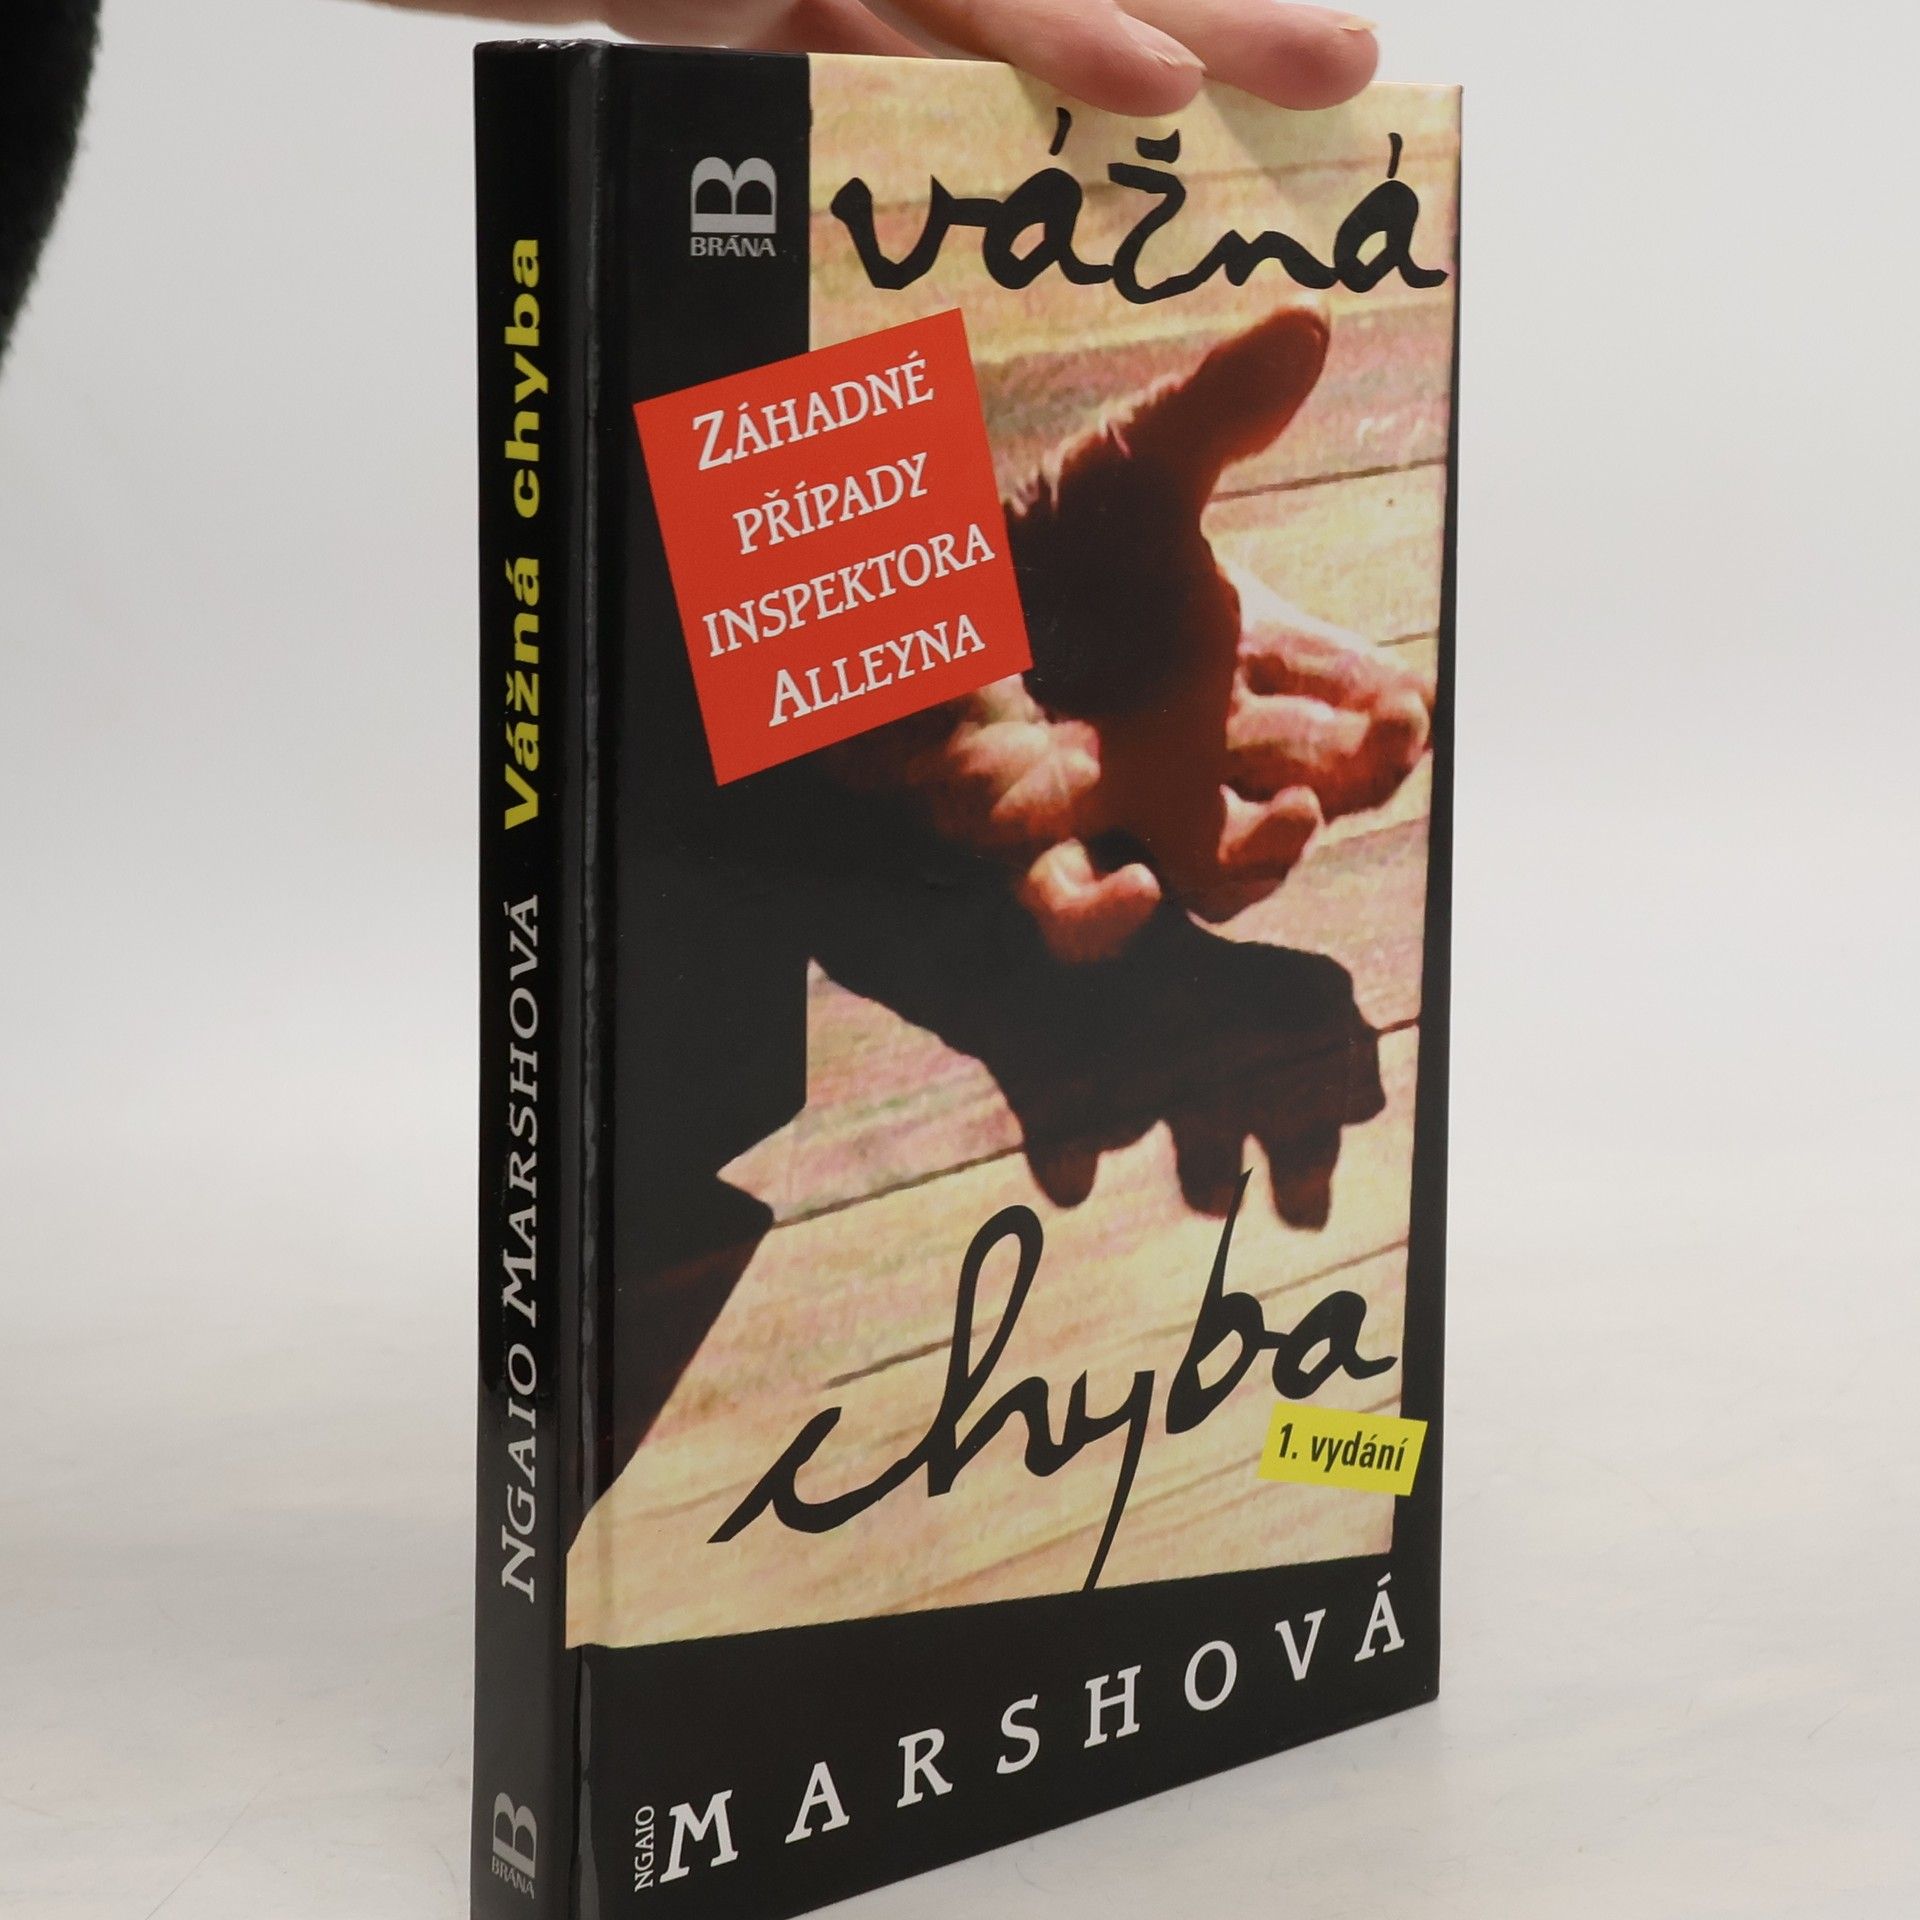 NGAIO MARSHOVÁ Vážná chyba
B
BRÁNA
B
BRÁNA
vážná
ZÁHADNÉ
PŘÍPADY
INSPEKTORA
ALLEYNA
chyba
1. vydání
NGAIO
MARSHOVÁ